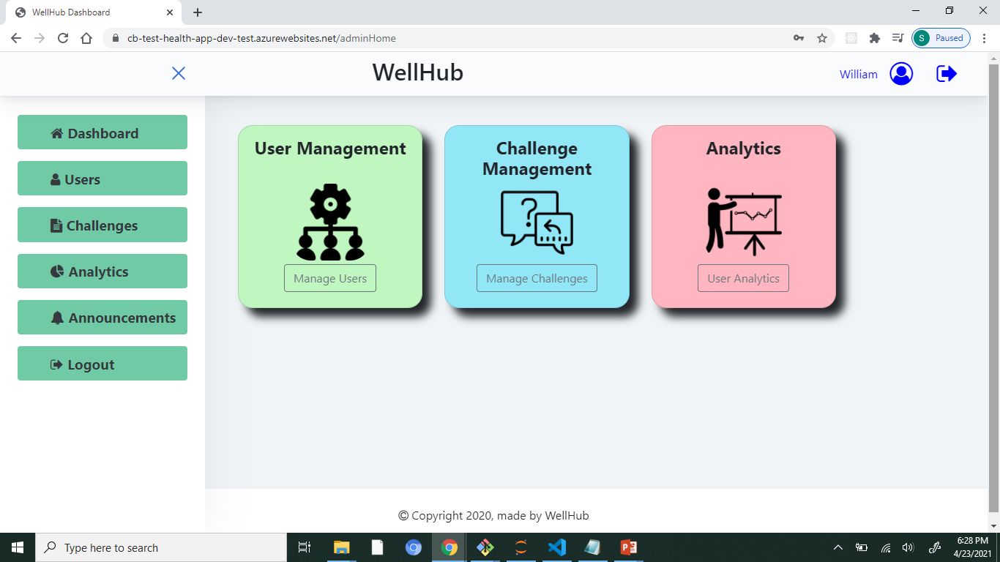 WellHub Dashboard
cb-test-health-app-dev-test.azurewebsites.net/adminHome
S Paused
WellHub
William
Dashboard
Users
Challenges
Analytics
Announcements
Logout
User Management
Manage Users
Challenge
Management
Manage Challenges
Analytics
User Analytics
© Copyright 2020, made by WellHub
Type here to search
6:28 PM
4/23/2021